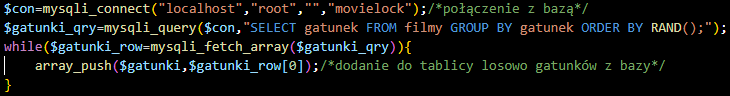 $con=mysqli_connect("localhost","root","","movielock");/*połączenie z bazą*/
$gatunki_qry=mysqli_query($con,"SELECT gatunek FROM filmy GROUP BY gatunek ORDER BY RAND();");
while($gatunki_row=mysqli_fetch_array($gatunki_qry)){
    array_push($gatunki,$gatunki_row[0]);/*dodanie do tablicy losowo gatunków z bazy*/
}